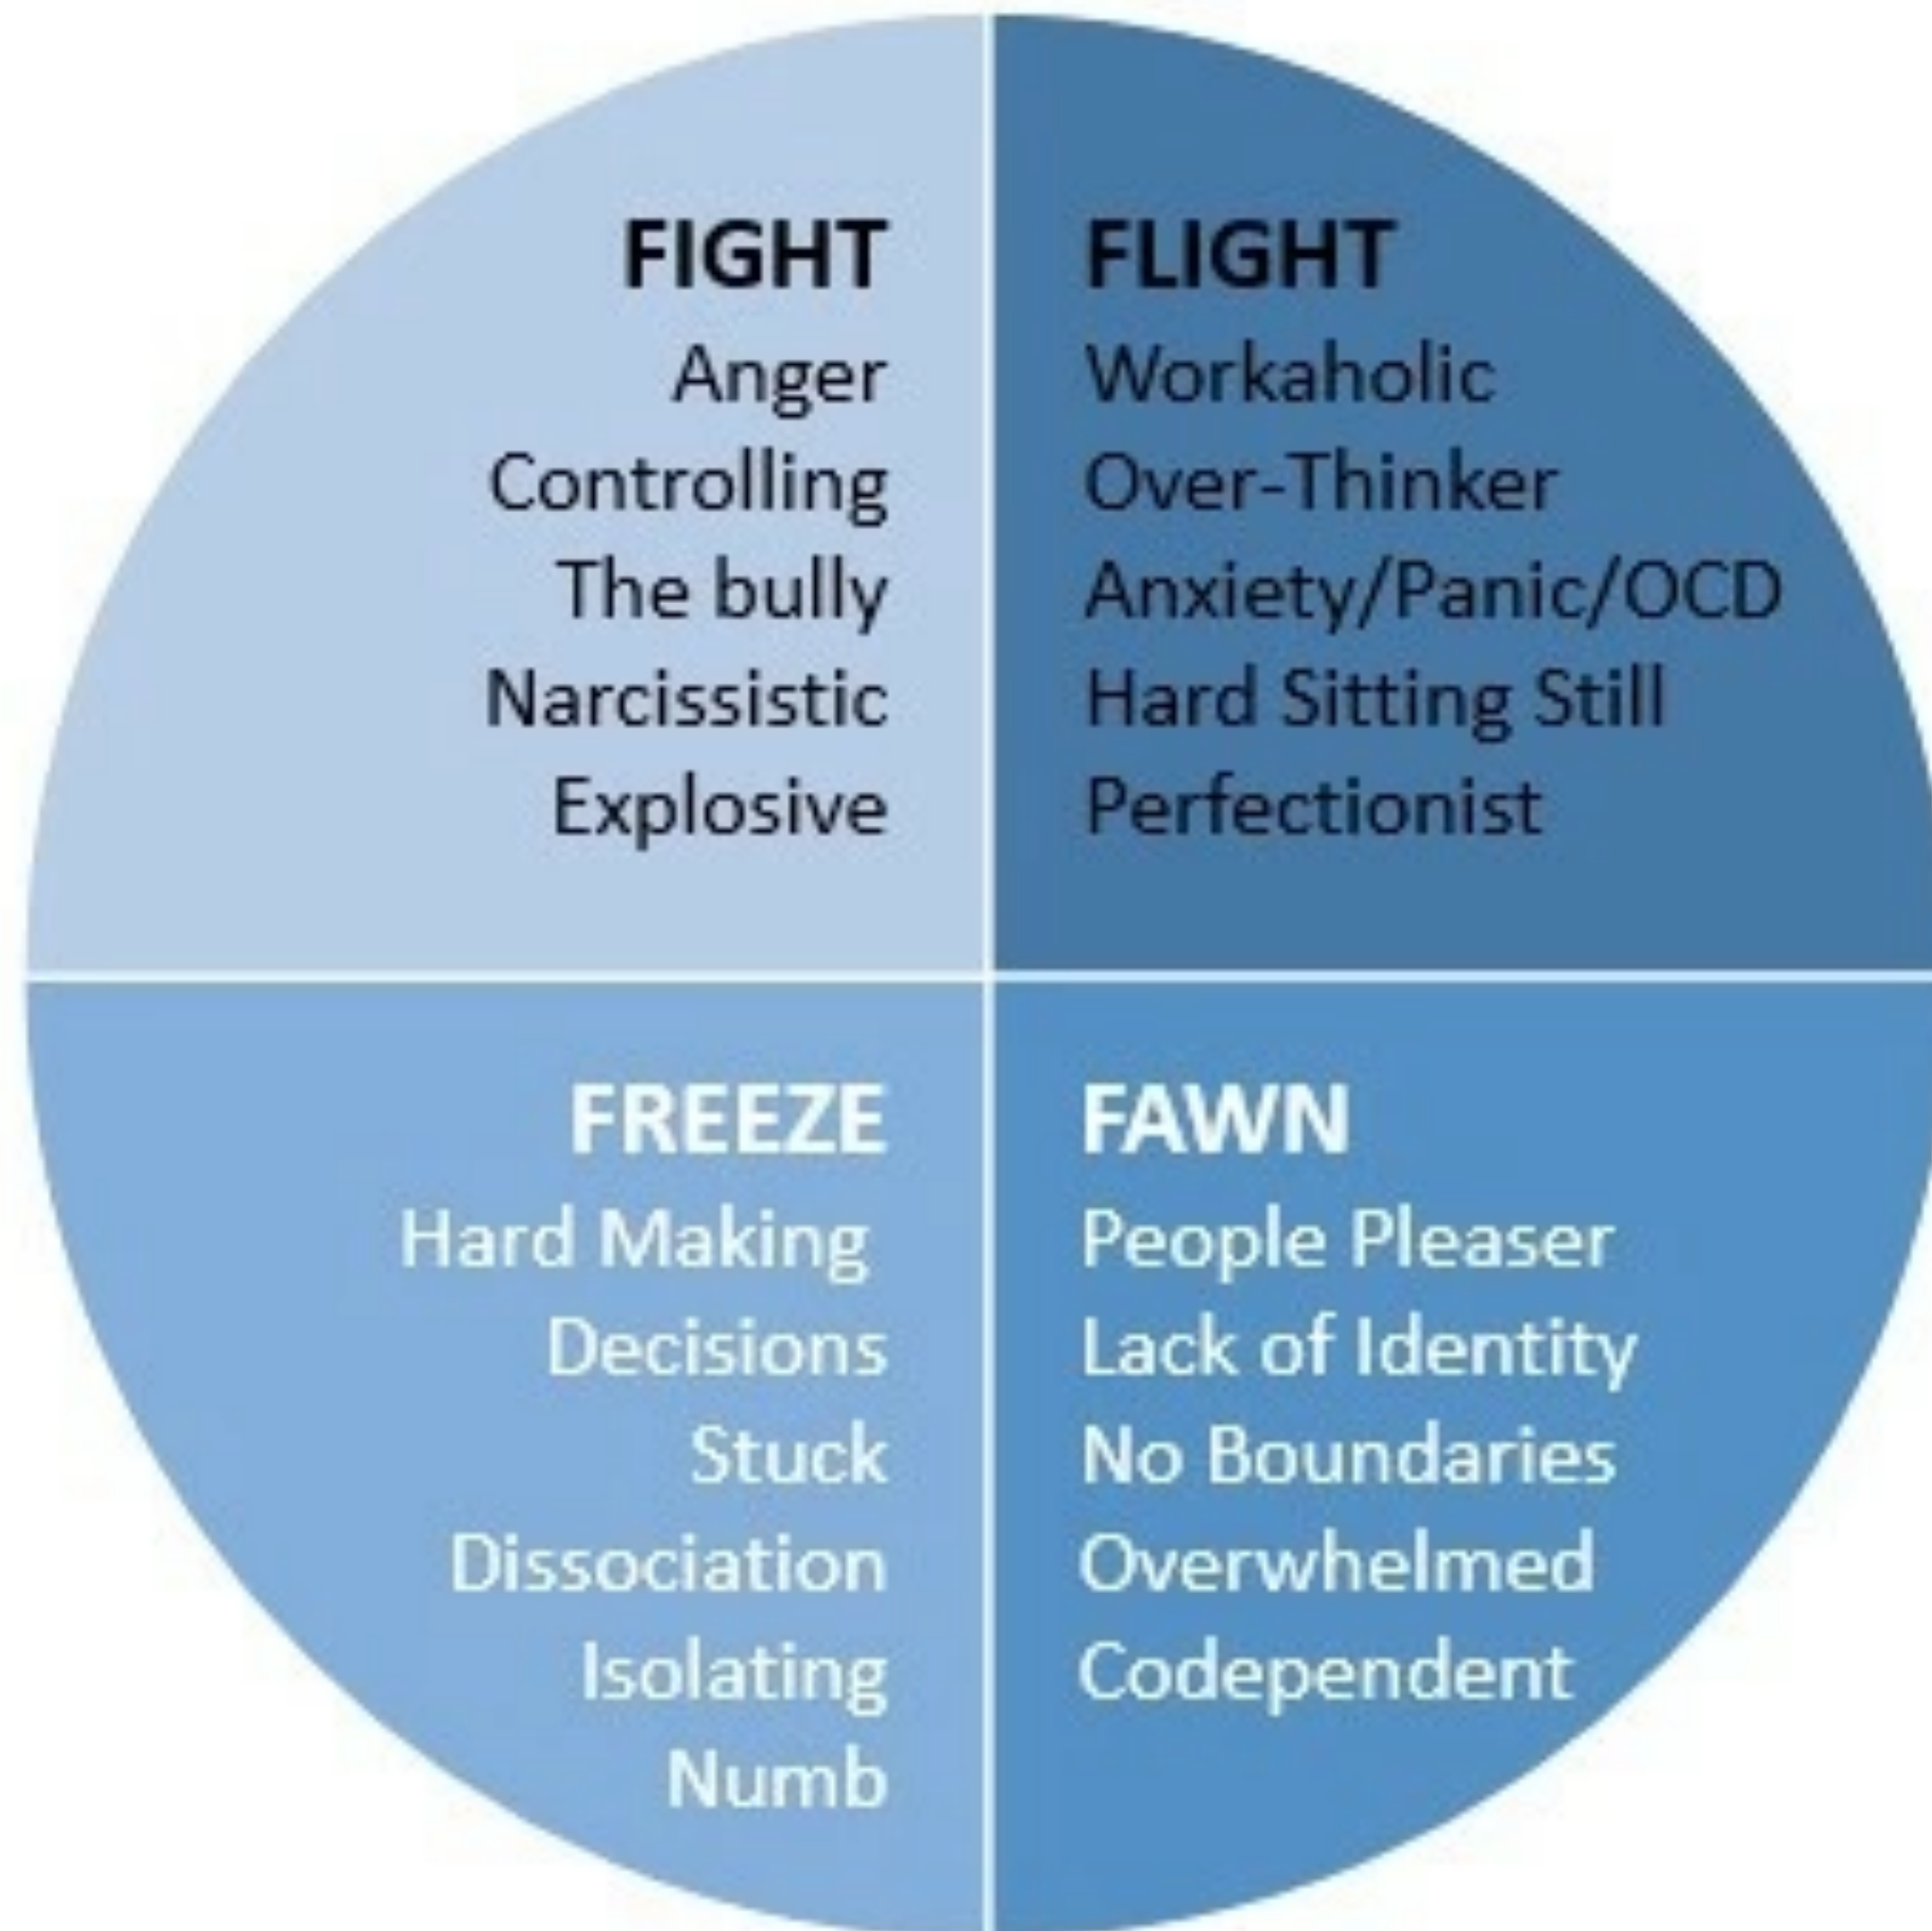 FIGHT
Anger
Controlling
The bully
Narcissistic
Explosive
FLIGHT
Workaholic
Over-Thinker
Anxiety/Panic/OCD
Hard Sitting Still
Perfectionist
FREEZE
Hard Making
Decisions
Stuck
Dissociation
Isolating
Numb
FAWN
People Pleaser
Lack of Identity
No Boundaries
Overwhelmed
Codependent